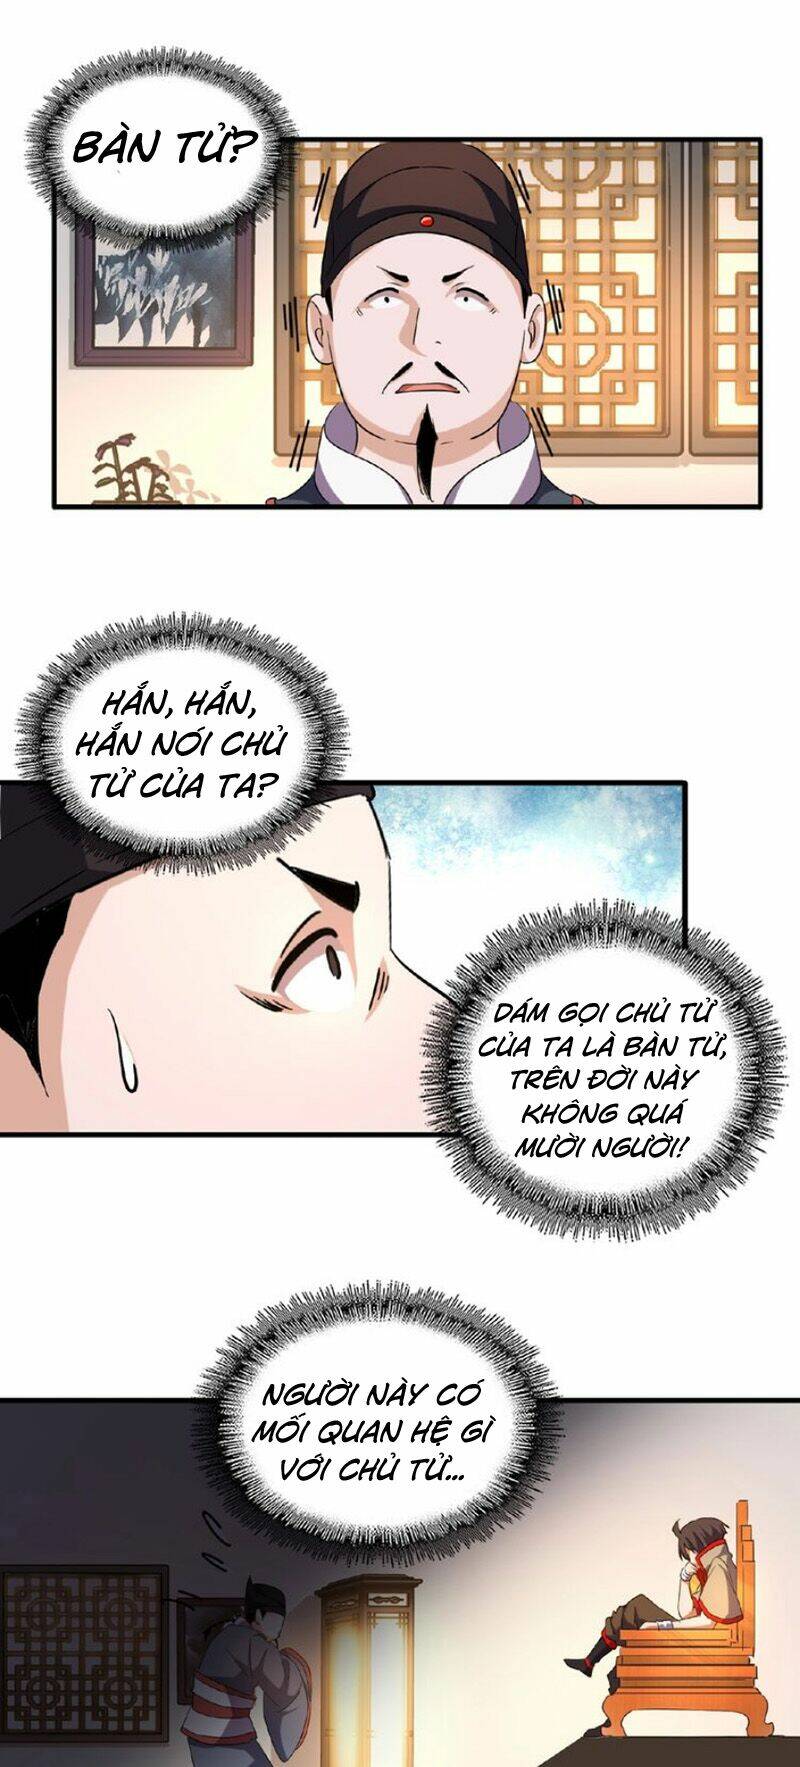 BÀN TỬ?
HẮN, HẮN,
HẮN NƠI CHỦ
TỬ CỦA TA?
DÁM GỌI CHỦ TỬ
CỦA TA LÀ BÀN TỬ,
TRÊN ĐỜI NÀY
KHÔNG QUÁ
MƯỜI NGƯỜI!
NGƯỜI NÀY CÓ
MỐI QUAN HỆ GÌ
VỚI CHỦ TỬ...